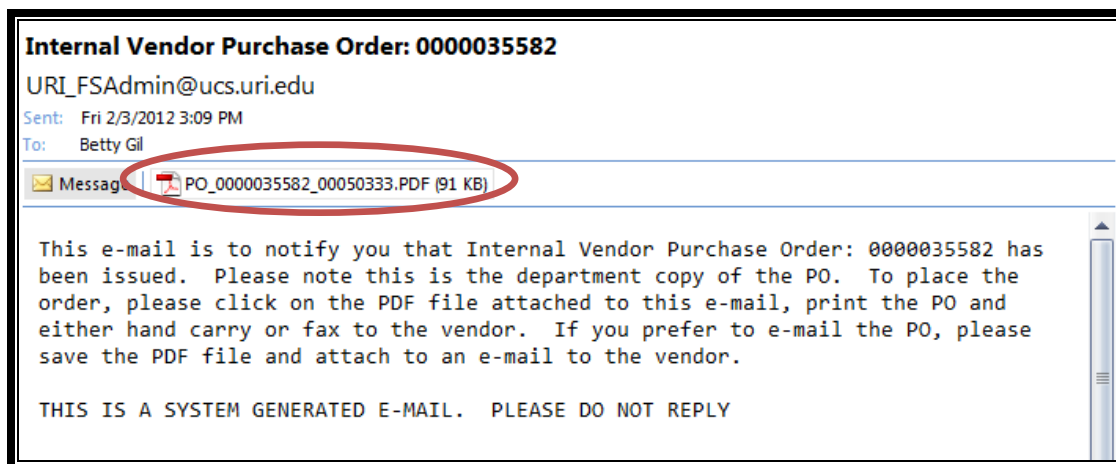 Internal Vendor Purchase Order: 0000035582
URI_FSAdmin@ucs.uri.edu
Sent: Fri 2/3/2012 3:09 PM
To: Betty Gil
Message PO_0000035582_00050333.PDF (91 KB)
This e-mail is to notify you that Internal Vendor Purchase Order: 0000035582 has
been issued.  Please note this is the department copy of the PO.  To place the
order, please click on the PDF file attached to this e-mail, print the PO and
either hand carry or fax to the vendor.  If you prefer to e-mail the PO, please
save the PDF file and attach to an e-mail to the vendor.
THIS IS A SYSTEM GENERATED E-MAIL.  PLEASE DO NOT REPLY